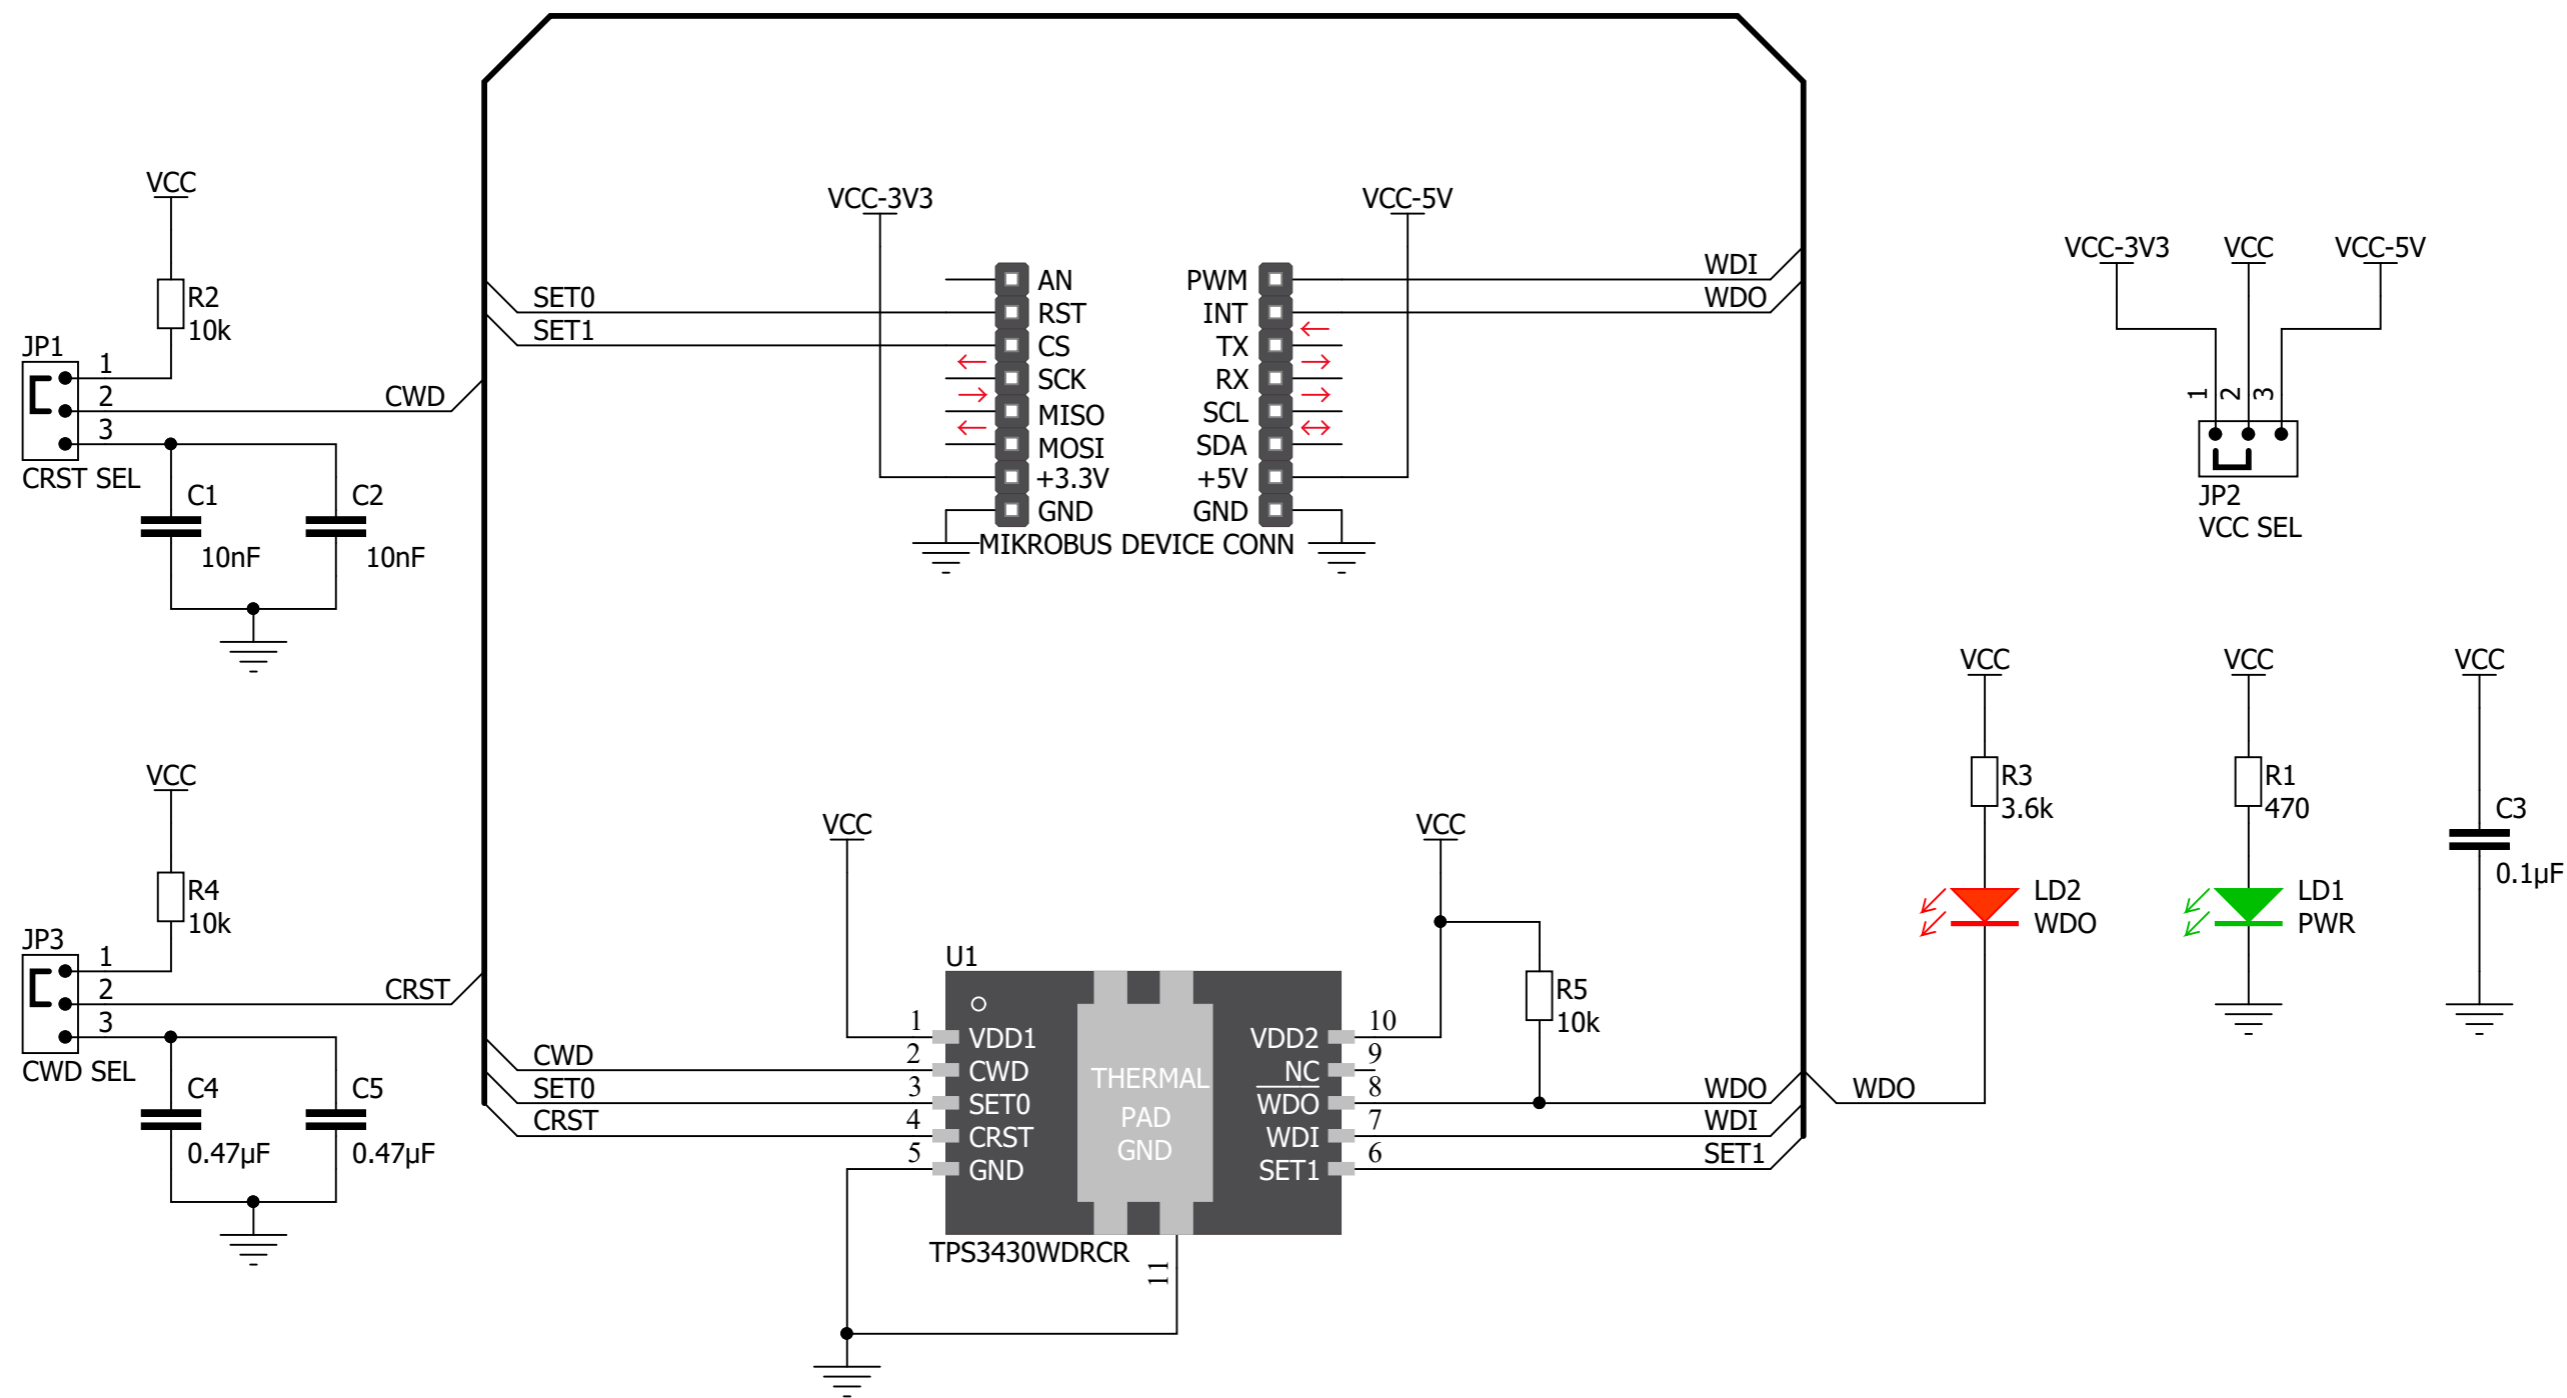 VCC
R2
10k
JP1
1
2
3
CWD
CRST SEL
C1
10nF
C2
10nF
VCC
R4
10k
JP3
1
2
3
CRST
CWD SEL
C4
0.47µF
C5
0.47µF
SET0
SET1
VCC-3V3
VCC-5V
WDI
WDO
AN
RST
CS
SCK
MISO
MOSI
+3.3V
GND
PWM
INT
TX
RX
SCL
SDA
+5V
GND
MIKROBUS DEVICE CONN
VCC
VCC
U1
R5
10k
1
2
3
4
5
CWD
SET0
CRST
VDD1
CWD
SET0
CRST
GND
THERMAL
PAD
GND
VDD2
NC
WDO
WDI
SET1
10
9
8
7
6
WDO
WDI
SET1
WDO
TPS3430WDRCR
11
VCC-3V3
VCC
VCC-5V
1
2
3
JP2
VCC SEL
VCC
R3
3.6k
LD2
WDO
VCC
R1
470
LD1
PWR
VCC
C3
0.1µF